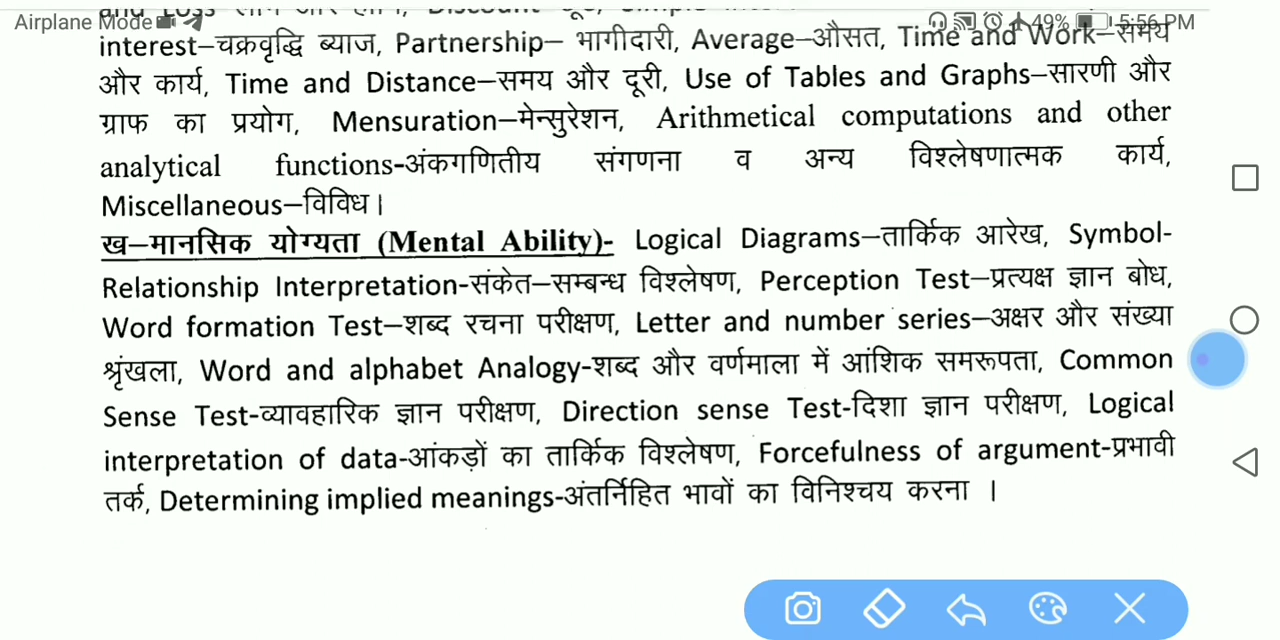 Airplane Mode 49% 5:56 PM
and Loss
interest–चक्रवृद्धि ब्याज, Partnership– भागीदारी, Average–औसत, Time and Work–समय
और कार्य, Time and Distance–समय और दूरी, Use of Tables and Graphs–सारणी और
ग्राफ का प्रयोग, Mensuration–मेन्सुरेशन, Arithmetical computations and other
analytical functions-अंकगणितीय संगणना व अन्य विश्लेषणात्मक कार्य,
Miscellaneous–विविध।
ख–मानसिक योग्यता (Mental Ability)- Logical Diagrams–तार्किक आरेख, Symbol-
Relationship Interpretation-संकेत–सम्बन्ध विश्लेषण, Perception Test–प्रत्यक्ष ज्ञान बोध,
Word formation Test–शब्द रचना परीक्षण, Letter and number series–अक्षर और संख्या
श्रृंखला, Word and alphabet Analogy-शब्द और वर्णमाला में आंशिक समरूपता, Common
Sense Test-व्यावहारिक ज्ञान परीक्षण, Direction sense Test-दिशा ज्ञान परीक्षण, Logical
interpretation of data-आंकड़ों का तार्किक विश्लेषण, Forcefulness of argument-प्रभावी
तर्क, Determining implied meanings-अंतर्निहित भावों का विनिश्चय करना ।